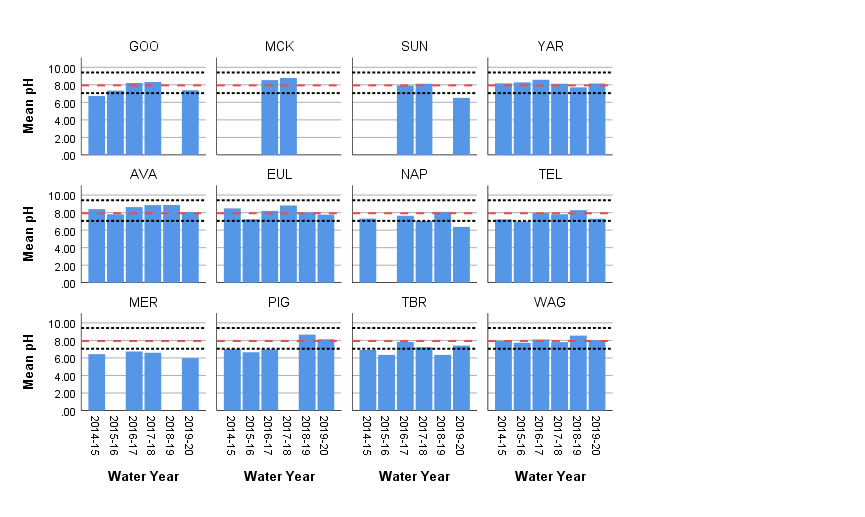 GOO MCK SUN YAR
Mean pH
10.00
8.00
6.00
4.00
2.00
.00
AVA EUL NAP TEL
Mean pH
10.00
8.00
6.00
4.00
2.00
.00
MER PIG TBR WAG
Mean pH
10.00
8.00
6.00
4.00
2.00
.00
2014-15 2015-16 2016-17 2017-18 2018-19 2019-20 2014-15 2015-16 2016-17 2017-18 2018-19 2019-20 2014-15 2015-16 2016-17 2017-18 2018-19 2019-20 2014-15 2015-16 2016-17 2017-18 2018-19 2019-20
Water Year Water Year Water Year Water Year